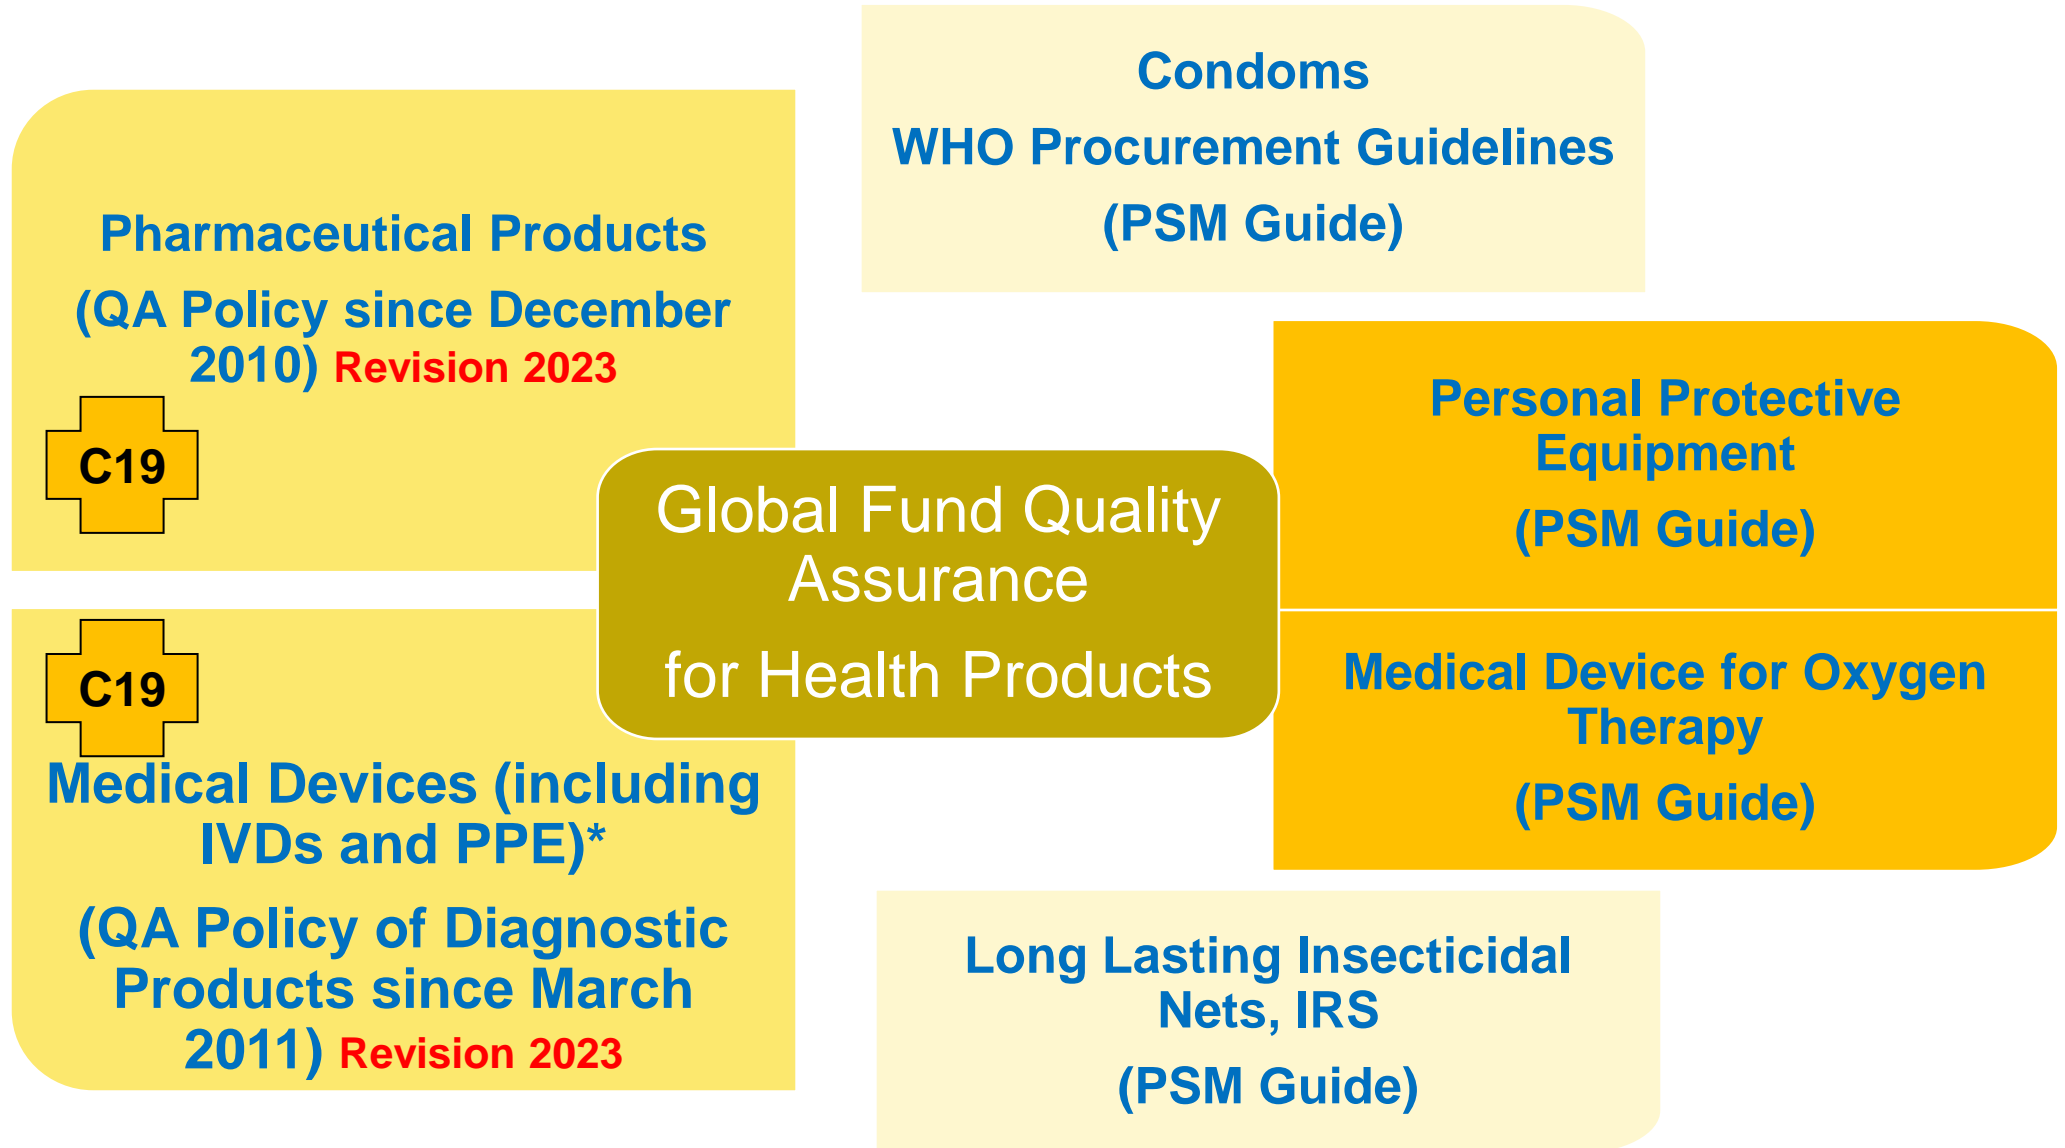 Condoms
WHO Procurement Guidelines
(PSM Guide)
Pharmaceutical Products
(QA Policy since December
2010) Revision 2023
C19
Personal Protective
Equipment
(PSM Guide)
Global Fund Quality
Assurance
for Health Products
C19
Medical Devices (including
IVDs and PPE)*
(QA Policy of Diagnostic
Products since March
2011) Revision 2023
Medical Device for Oxygen
Therapy
(PSM Guide)
Long Lasting Insecticidal
Nets, IRS
(PSM Guide)